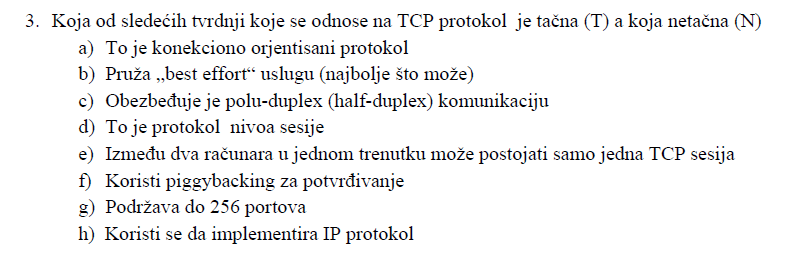 3. Koja od sledećih tvrdnji koje se odnose na TCP protokol je tačna (T) a koja netačna (N)
a) To je konekciono orjentisani protokol
b) Pruža „best effort“ uslugu (najbolje što može)
c) Obezbeđuje je polu-duplex (half-duplex) komunikaciju
d) To je protokol nivoa sesije
e) Između dva računara u jednom trenutku može postojati samo jedna TCP sesija
f) Koristi piggybacking za potvrđivanje
g) Podržava do 256 portova
h) Koristi se da implementira IP protokol